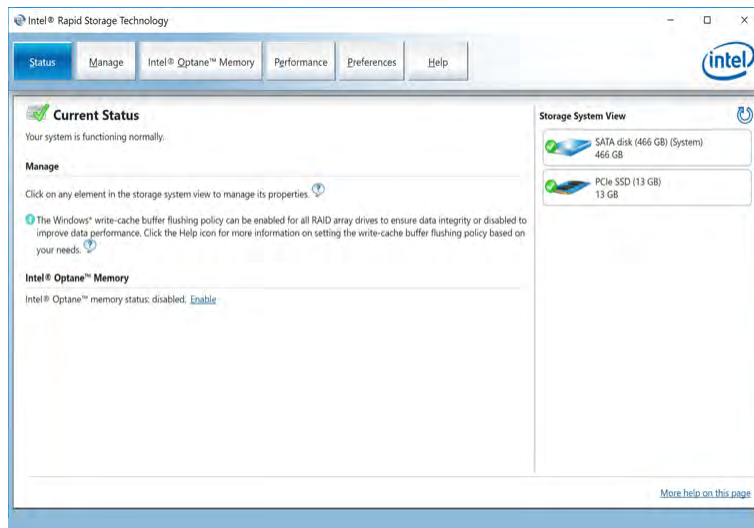 Intel® Rapid Storage Technology
Status
Manage
Intel® Optane™ Memory
Performance
Preferences
Help
intel
Current Status
Your system is functioning normally.
Manage
Click on any element in the storage system view to manage its properties.
The Windows* write-cache buffer flushing policy can be enabled for all RAID array drives to ensure data integrity or disabled to
improve data performance. Click the Help icon for more information on setting the write-cache buffer flushing policy based on
your needs.
Intel® Optane™ Memory
Intel® Optane™ memory status: disabled. Enable
Storage System View
SATA disk (466 GB) (System)
466 GB
PCIe SSD (13 GB)
13 GB
More help on this page